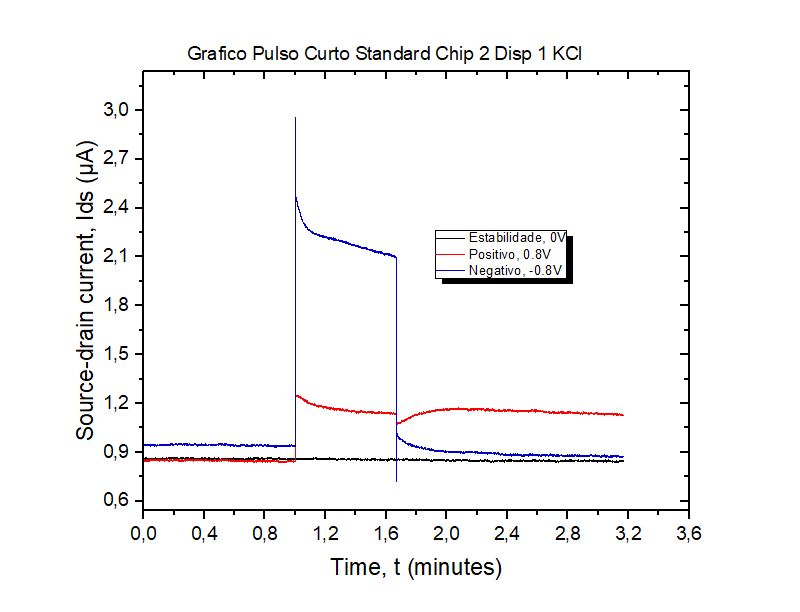 Grafico Pulso Curto Standard Chip 2 Disp 1 KCl
3,0
2,7
2,4
2,1
1,8
1,5
1,2
0,9
0,6
Source-drain current, Ids (µA)
Estabilidade, 0V
Positivo, 0.8V
Negativo, -0.8V
0,0 0,4 0,8 1,2 1,6 2,0 2,4 2,8 3,2 3,6
Time, t (minutes)